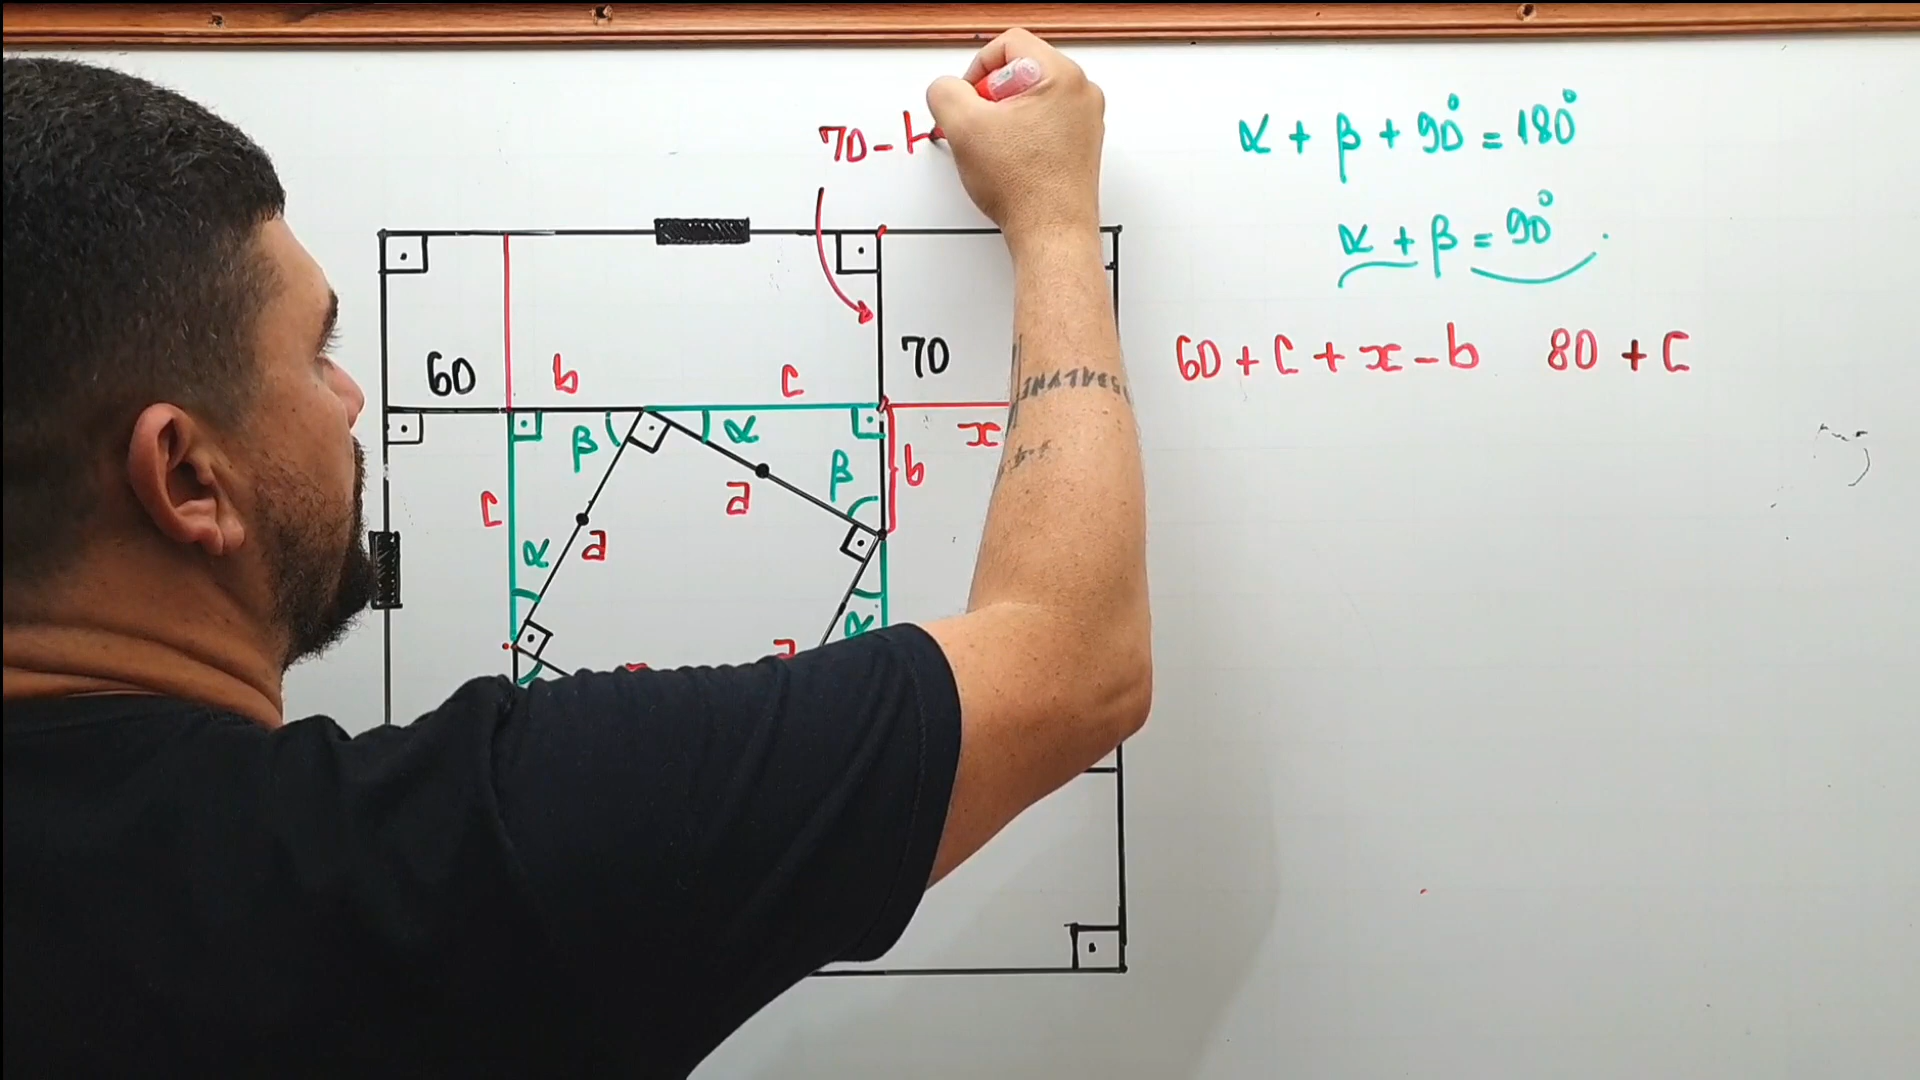 70 -
α + β + 90° = 180°
α + β = 90°
60 + c + x - b 80 + c
60 b c 70
β α x
c a β b
α a
α